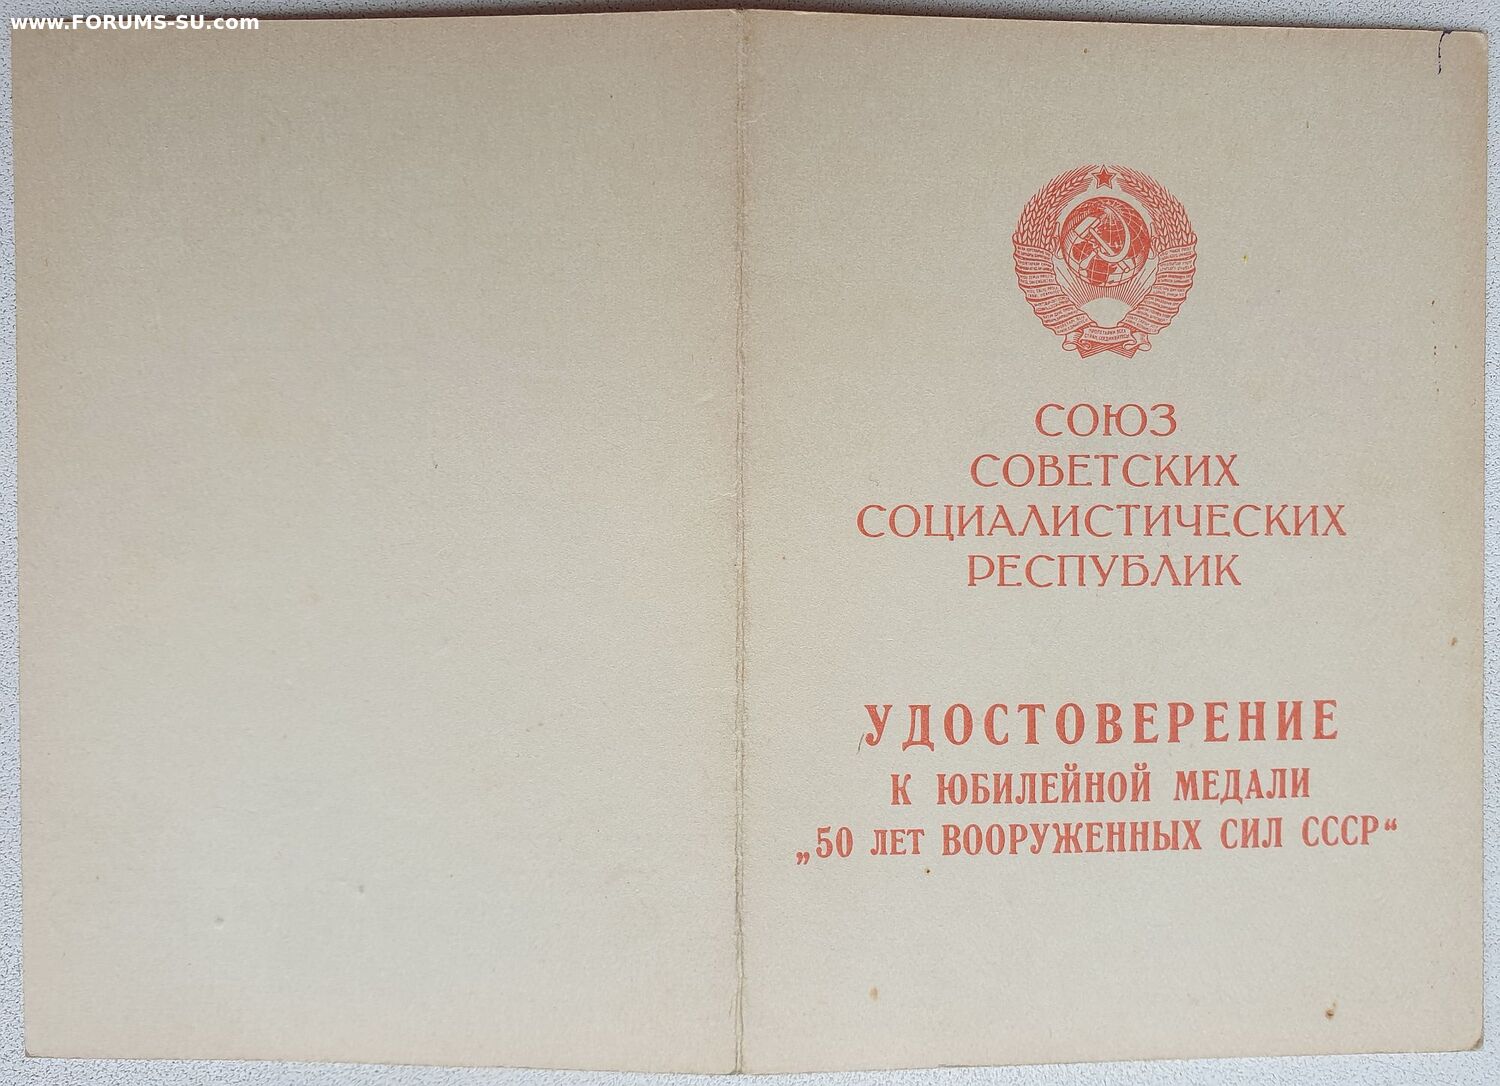 www.FORUMS-SU.com
СОЮЗ
СОВЕТСКИХ
СОЦИАЛИСТИЧЕСКИХ
РЕСПУБЛИК
УДОСТОВЕРЕНИЕ
К ЮБИЛЕЙНОЙ МЕДАЛИ
„50 ЛЕТ ВООРУЖЕННЫХ СИЛ СССР“